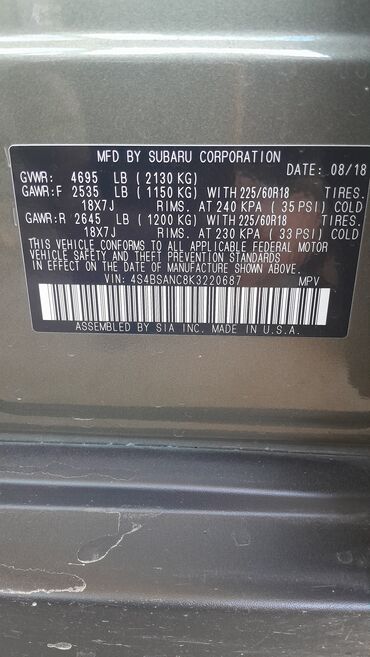 MFD BY SUBARU CORPORATION
DATE: 08/18
GVWR: 4695 LB (2130 KG)
GAWR:F 2535 LB (1150 KG) WITH 225/60R18 TIRES.
18X7J RIMS. AT 240 KPA (35 PSI) COLD
GAWR:R 2645 LB (1200 KG) WITH 225/60R18 TIRES.
18X7J RIMS. AT 230 KPA (33 PSI) COLD
THIS VEHICLE CONFORMS TO ALL APPLICABLE FEDERAL MOTOR
VEHICLE SAFETY AND THEFT PREVENTION STANDARDS
IN EFFECT ON THE DATE OF MANUFACTURE SHOWN ABOVE.
VIN: 4S4BSANC8K3220687 MPV
ASSEMBLED BY SIA INC. MADE IN U.S.A.